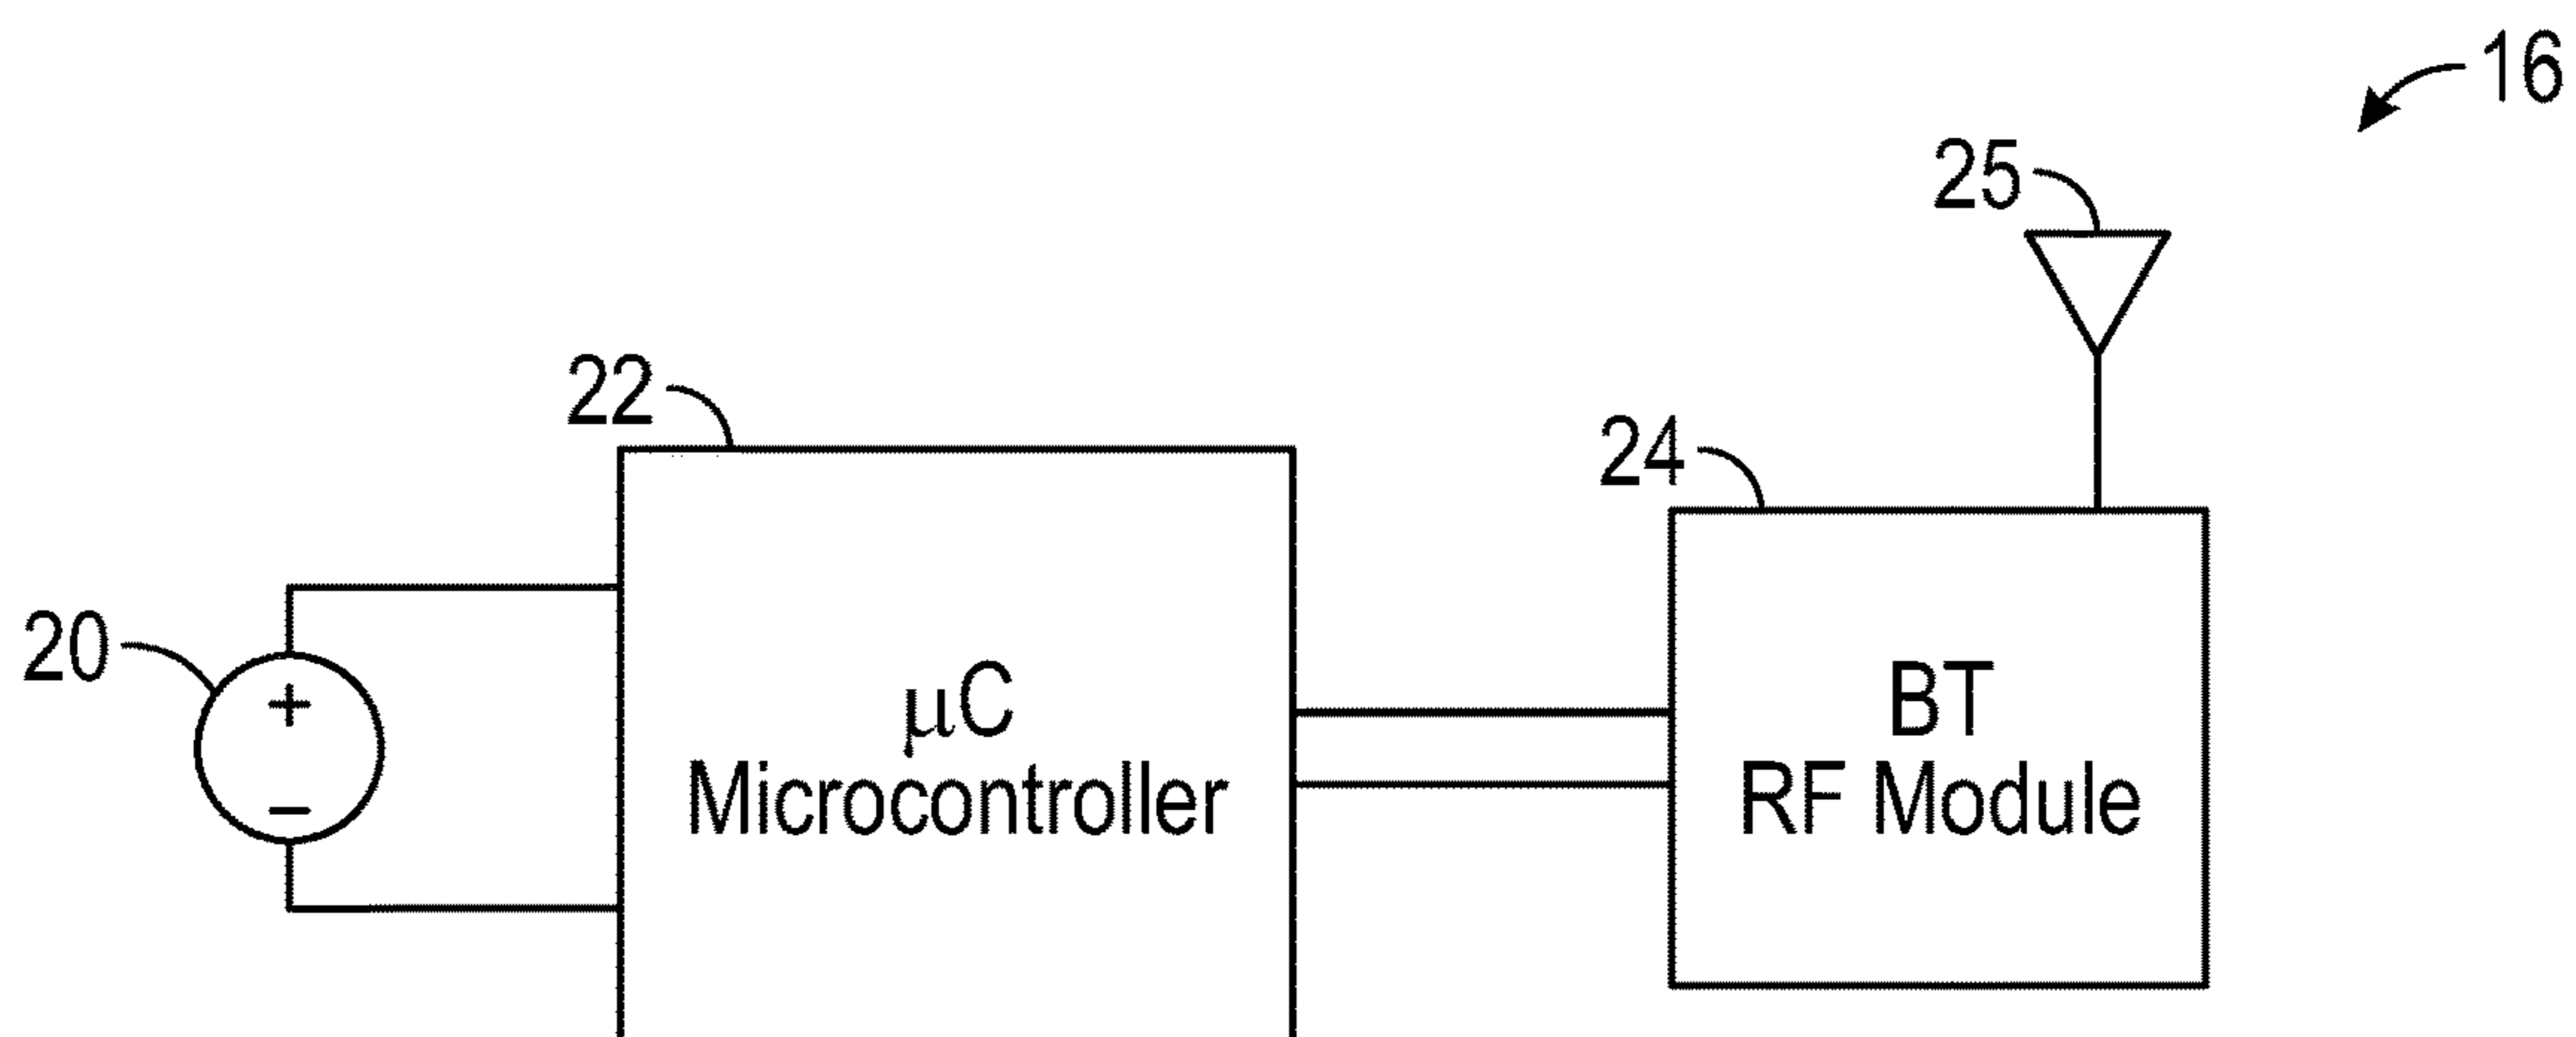 16
25
22
24
20
+
−
μC
Microcontroller
BT
RF Module